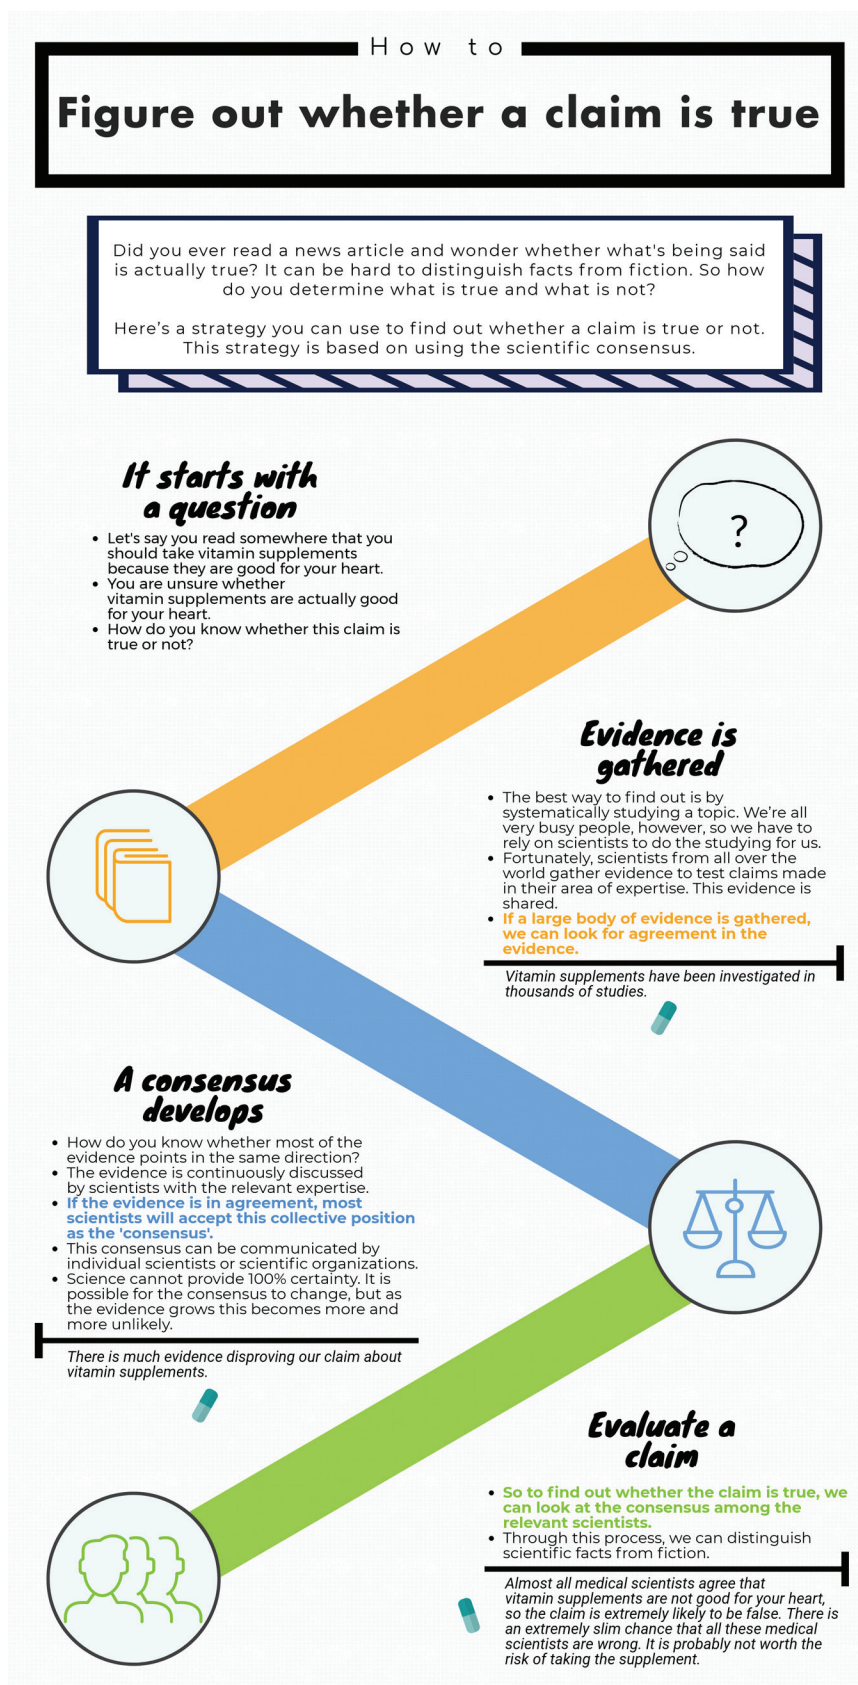 How to
Figure out whether a claim is true
Did you ever read a news article and wonder whether what's being said
is actually true? It can be hard to distinguish facts from fiction. So how
do you determine what is true and what is not?
Here's a strategy you can use to find out whether a claim is true or not.
This strategy is based on using the scientific consensus.
It starts with
a question
• Let's say you read somewhere that you
should take vitamin supplements
because they are good for your heart.
• You are unsure whether
vitamin supplements are actually good
for your heart.
• How do you know whether this claim is
true or not?
?
Evidence is
gathered
• The best way to find out is by
systematically studying a topic. We're all
very busy people, however, so we have to
rely on scientists to do the studying for us.
• Fortunately, scientists from all over the
world gather evidence to test claims made
in their area of expertise. This evidence is
shared.
• If a large body of evidence is gathered,
we can look for agreement in the
evidence.
Vitamin supplements have been investigated in
thousands of studies.
A consensus
develops
• How do you know whether most of the
evidence points in the same direction?
• The evidence is continuously discussed
by scientists with the relevant expertise.
• If the evidence is in agreement, most
scientists will accept this collective position
as the 'consensus'.
• This consensus can be communicated by
individual scientists or scientific organizations.
• Science cannot provide 100% certainty. It is
possible for the consensus to change, but as
the evidence grows this becomes more and
more unlikely.
There is much evidence disproving our claim about
vitamin supplements.
Evaluate a
claim
• So to find out whether the claim is true, we
can look at the consensus among the
relevant scientists.
• Through this process, we can distinguish
scientific facts from fiction.
Almost all medical scientists agree that
vitamin supplements are not good for your heart,
so the claim is extremely likely to be false. There is
an extremely slim chance that all these medical
scientists are wrong. It is probably not worth the
risk of taking the supplement.